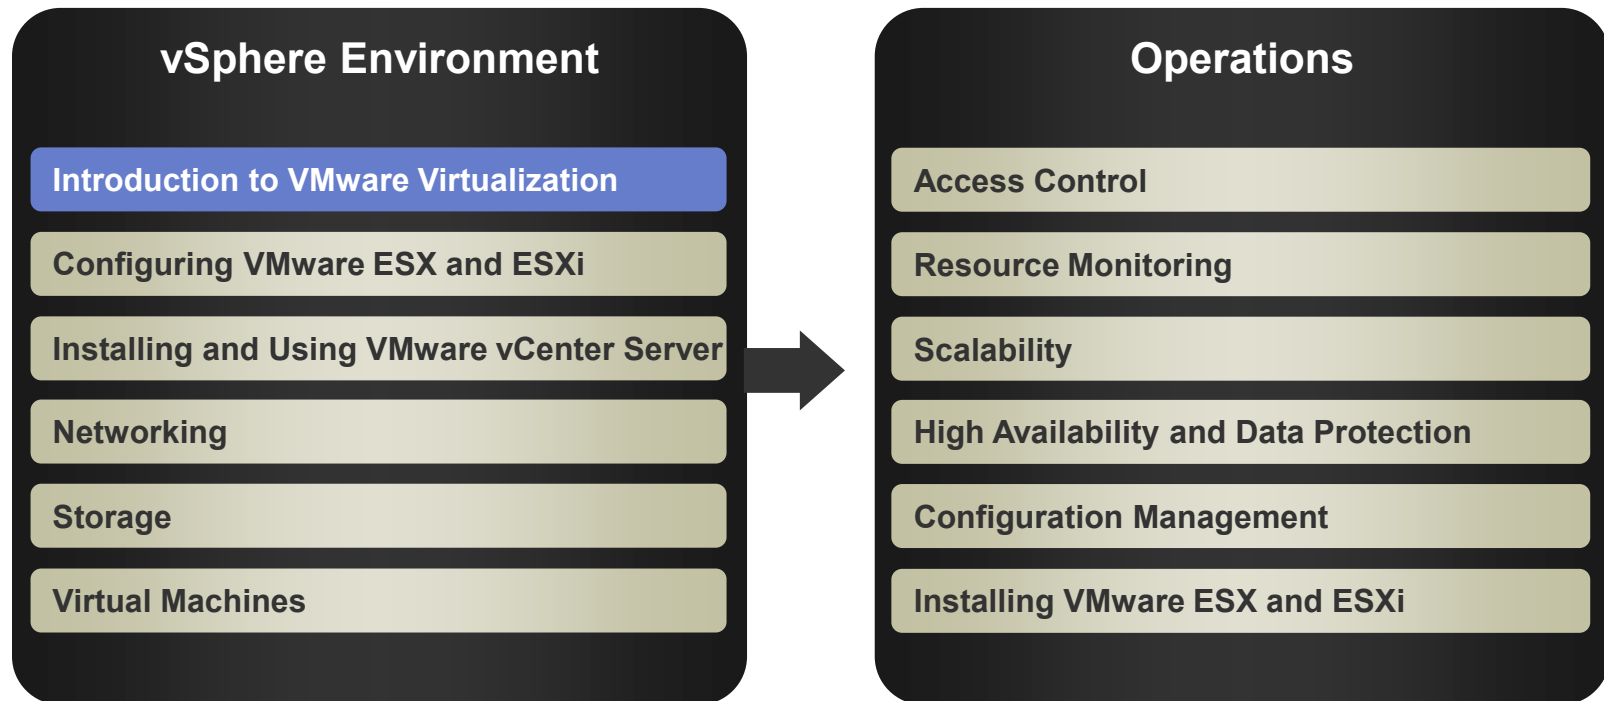 vSphere Environment
Introduction to VMware Virtualization
Configuring VMware ESX and ESXi
Installing and Using VMware vCenter Server
Networking
Storage
Virtual Machines
Operations
Access Control
Resource Monitoring
Scalability
High Availability and Data Protection
Configuration Management
Installing VMware ESX and ESXi